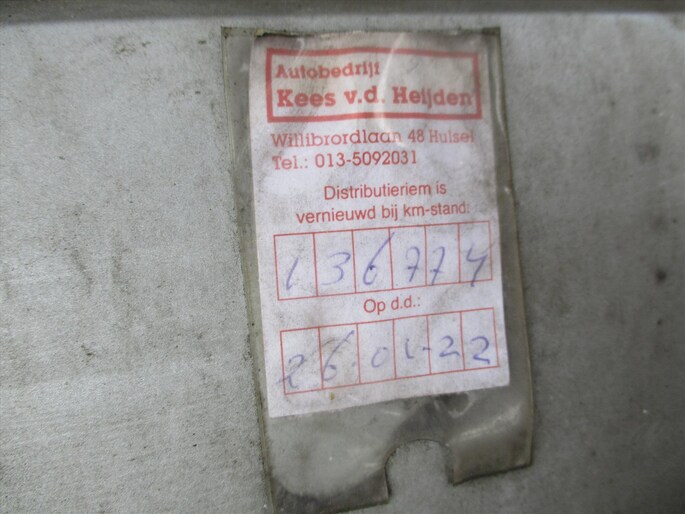 Autobedrijf
Kees v.d. Heijden
Willibrordlaan 48 Hulsel
Tel.: 013-5092031
Distributieriem is
vernieuwd bij km-stand:
136774
Op d.d.:
26-01-22